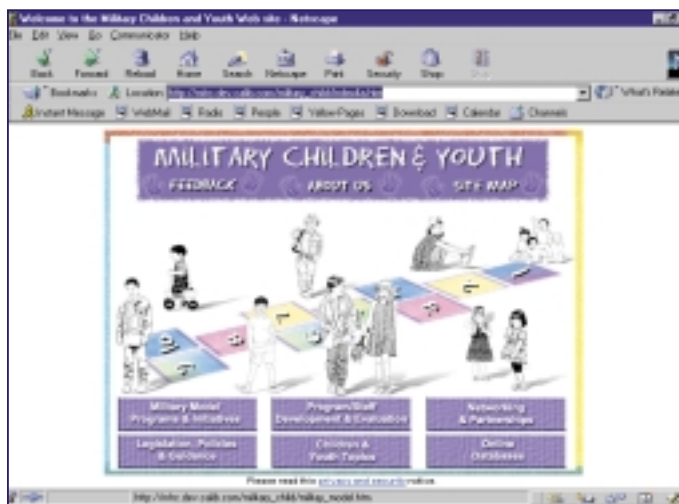 Welcome to the Military Children and Youth Web site - Netscape
File Edit View Go Communicator Help
Back Forward Reload Home Search Netscape Print Security Shop Stop
Bookmarks Location: What's Related
Instant Message WebMail Radio People Yellow Pages Download Calendar Channels
MILITARY CHILDREN & YOUTH
FEEDBACK ABOUT US SITE MAP
Military Model Programs & Initiatives
Program/Staff Development & Evaluation
Networking & Partnerships
Legislation, Policies & Guidance
Children & Youth Topics
Online Databases
Please read this privacy and security notice.